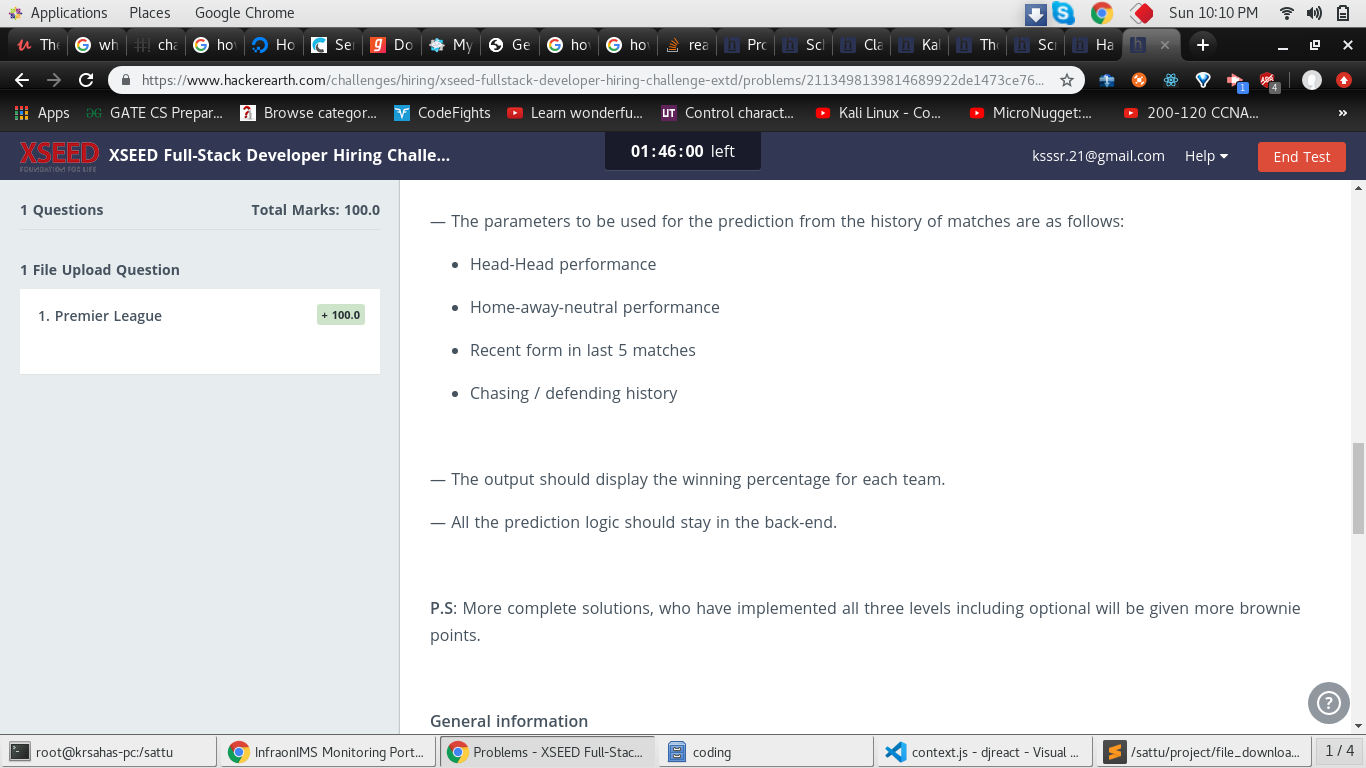 Applications Places Google Chrome Sun 10:10 PM
The wh cha hov Ho Se Do My Ge hov hov rea Pro Scl Cla Kal The Scr Ha
https://www.hackerearth.com/challenges/hiring/xseed-fullstack-developer-hiring-challenge-extd/problems/2113498139814689922de1473ce76... 1 4
Apps GATE CS Prepar... Browse categor... CodeFights Learn wonderfu... UT Control charact... Kali Linux - Co... MicroNugget:... 200-120 CCNA... »
XSEED XSEED Full-Stack Developer Hiring Challe... 01:46:00 left ksssr.21@gmail.com Help End Test
FOUNDATION FOR LIFE
1 Questions Total Marks: 100.0
1 File Upload Question
1. Premier League + 100.0
— The parameters to be used for the prediction from the history of matches are as follows:
• Head-Head performance
• Home-away-neutral performance
• Recent form in last 5 matches
• Chasing / defending history
— The output should display the winning percentage for each team.
— All the prediction logic should stay in the back-end.
P.S: More complete solutions, who have implemented all three levels including optional will be given more brownie
points.
General information
?
root@krsahas-pc:/sattu InfraonIMS Monitoring Port... Problems - XSEED Full-Stac... coding context.js - djreact - Visual ... /sattu/project/file_downloa... 1 / 4